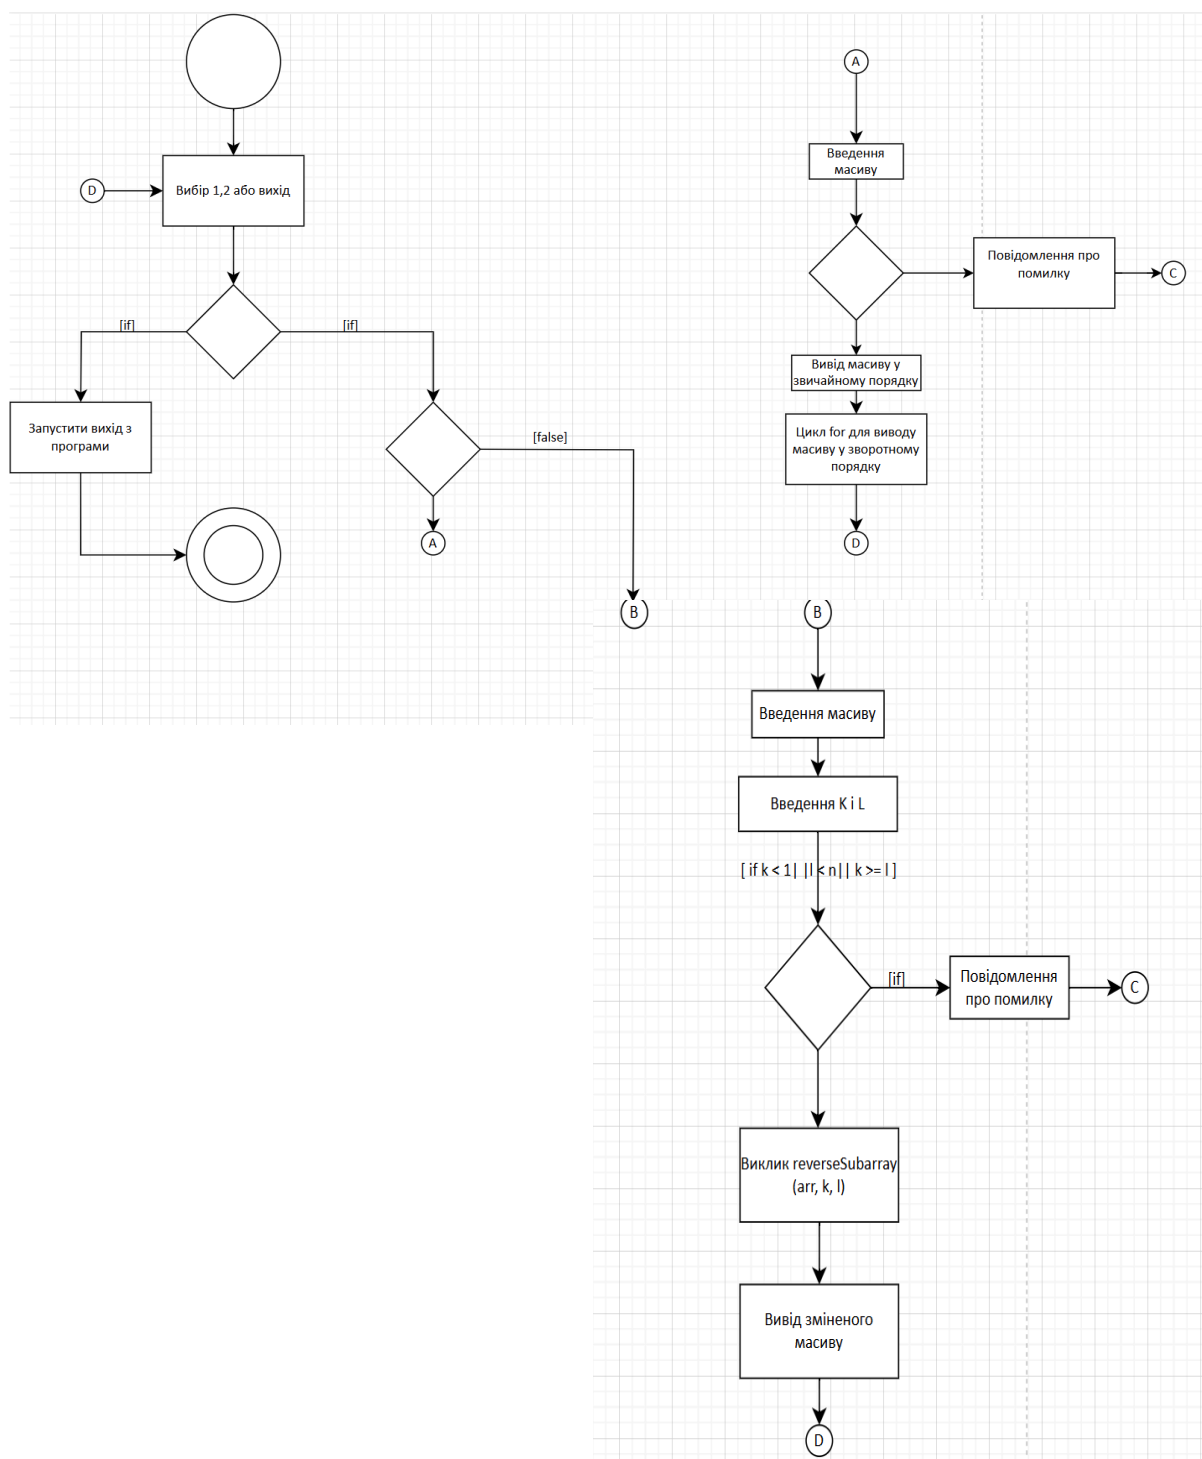 D
Вибір 1,2 або вихід
[if]
[if]
Запустити вихід з
програми
[false]
A
B
A
Введення
масиву
Повідомлення про
помилку
C
Вивід масиву у
звичайному порядку
Цикл for для виводу
масиву у зворотному
порядку
D
B
Введення масиву
Введення K і L
[ if k < 1| |l < n|| k >= l ]
[if]
Повідомлення
про помилку
C
Виклик reverseSubarray
(arr, k, l)
Вивід зміненого
масиву
D